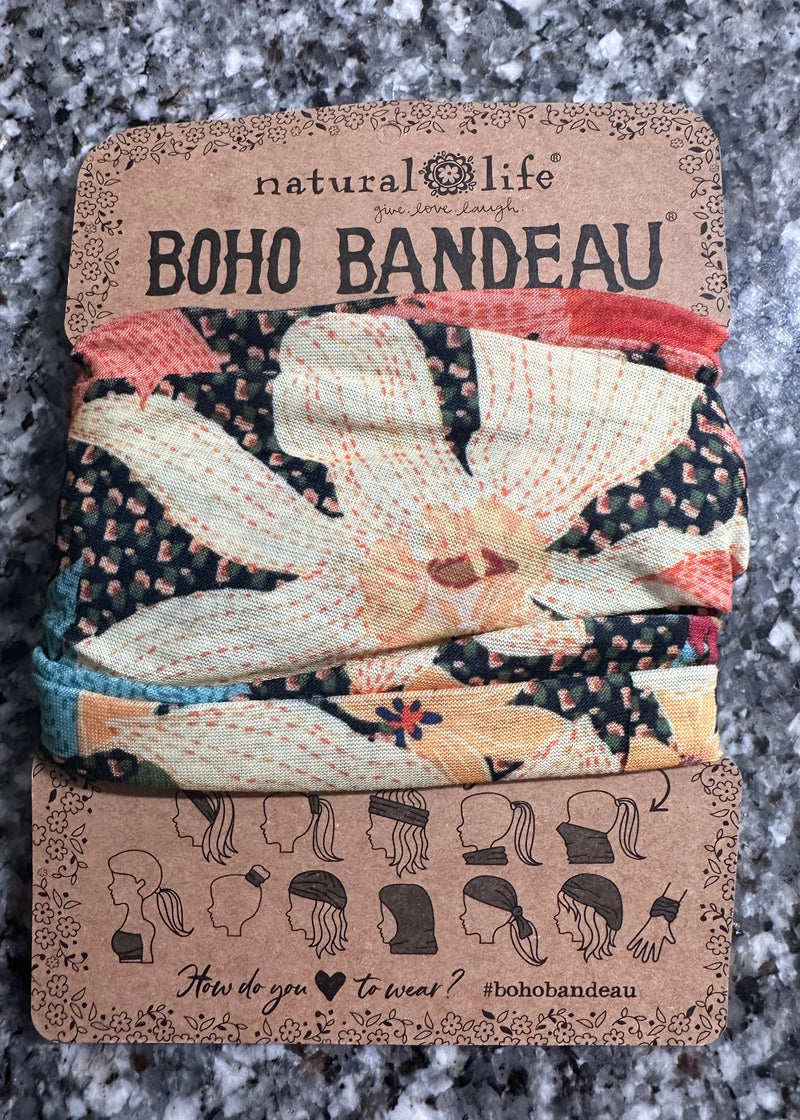 natural life®
give. love. laugh.
BOHO BANDEAU®
How do you ♥ to wear? #bohobandeau